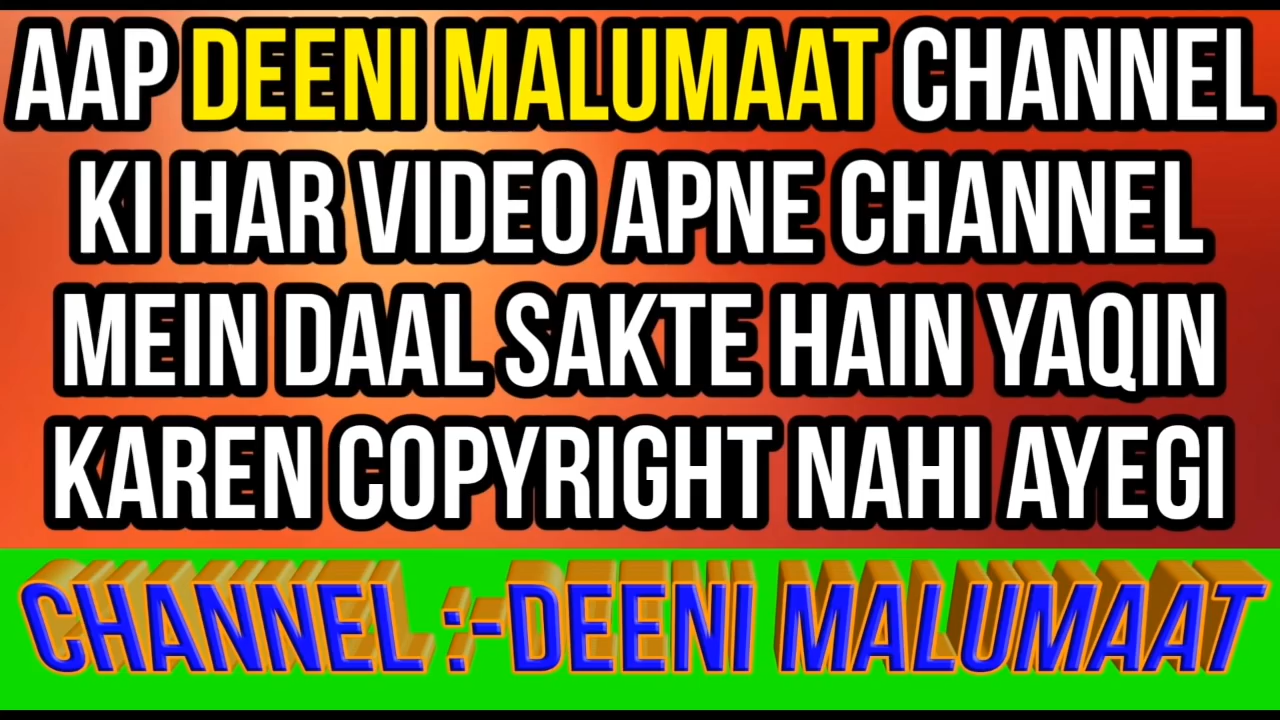 AAP DEENI MALUMAAT CHANNEL
KI HAR VIDEO APNE CHANNEL
MEIN DAAL SAKTE HAIN YAQIN
KAREN COPYRIGHT NAHI AYEGI
CHANNEL :-DEENI MALUMAAT